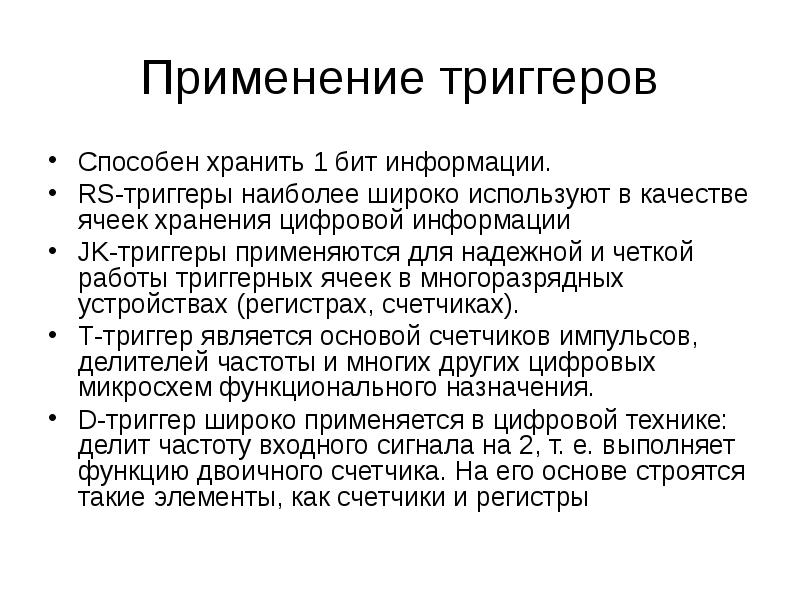 Применение триггеров
• Способен хранить 1 бит информации.
• RS-триггеры наиболее широко используют в качестве
ячеек хранения цифровой информации
• JK-триггеры применяются для надежной и четкой
работы триггерных ячеек в многоразрядных
устройствах (регистрах, счетчиках).
• Т-триггер является основой счетчиков импульсов,
делителей частоты и многих других цифровых
микросхем функционального назначения.
• D-триггер широко применяется в цифровой технике:
делит частоту входного сигнала на 2, т. е. выполняет
функцию двоичного счетчика. На его основе строятся
такие элементы, как счетчики и регистры